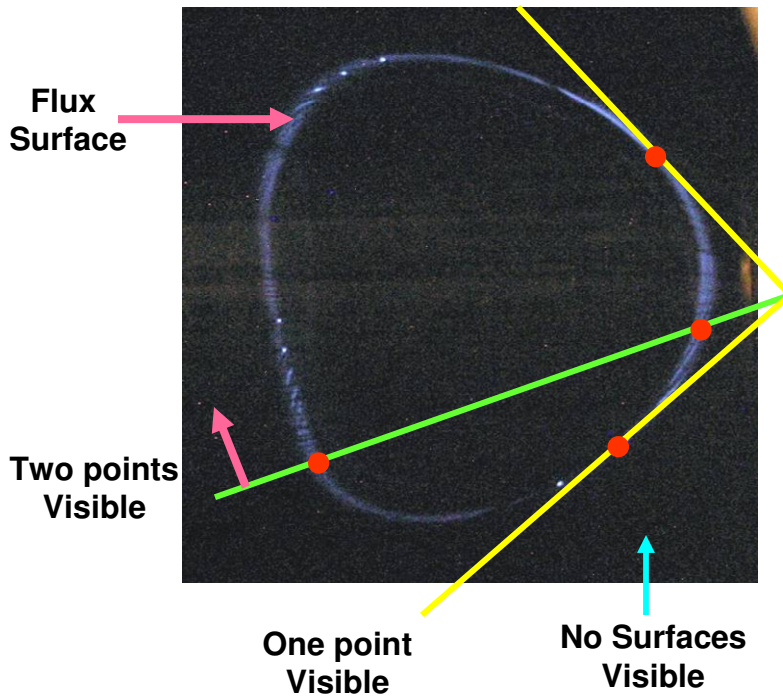 Flux
Surface
Two points
Visible
One point
Visible
No Surfaces
Visible